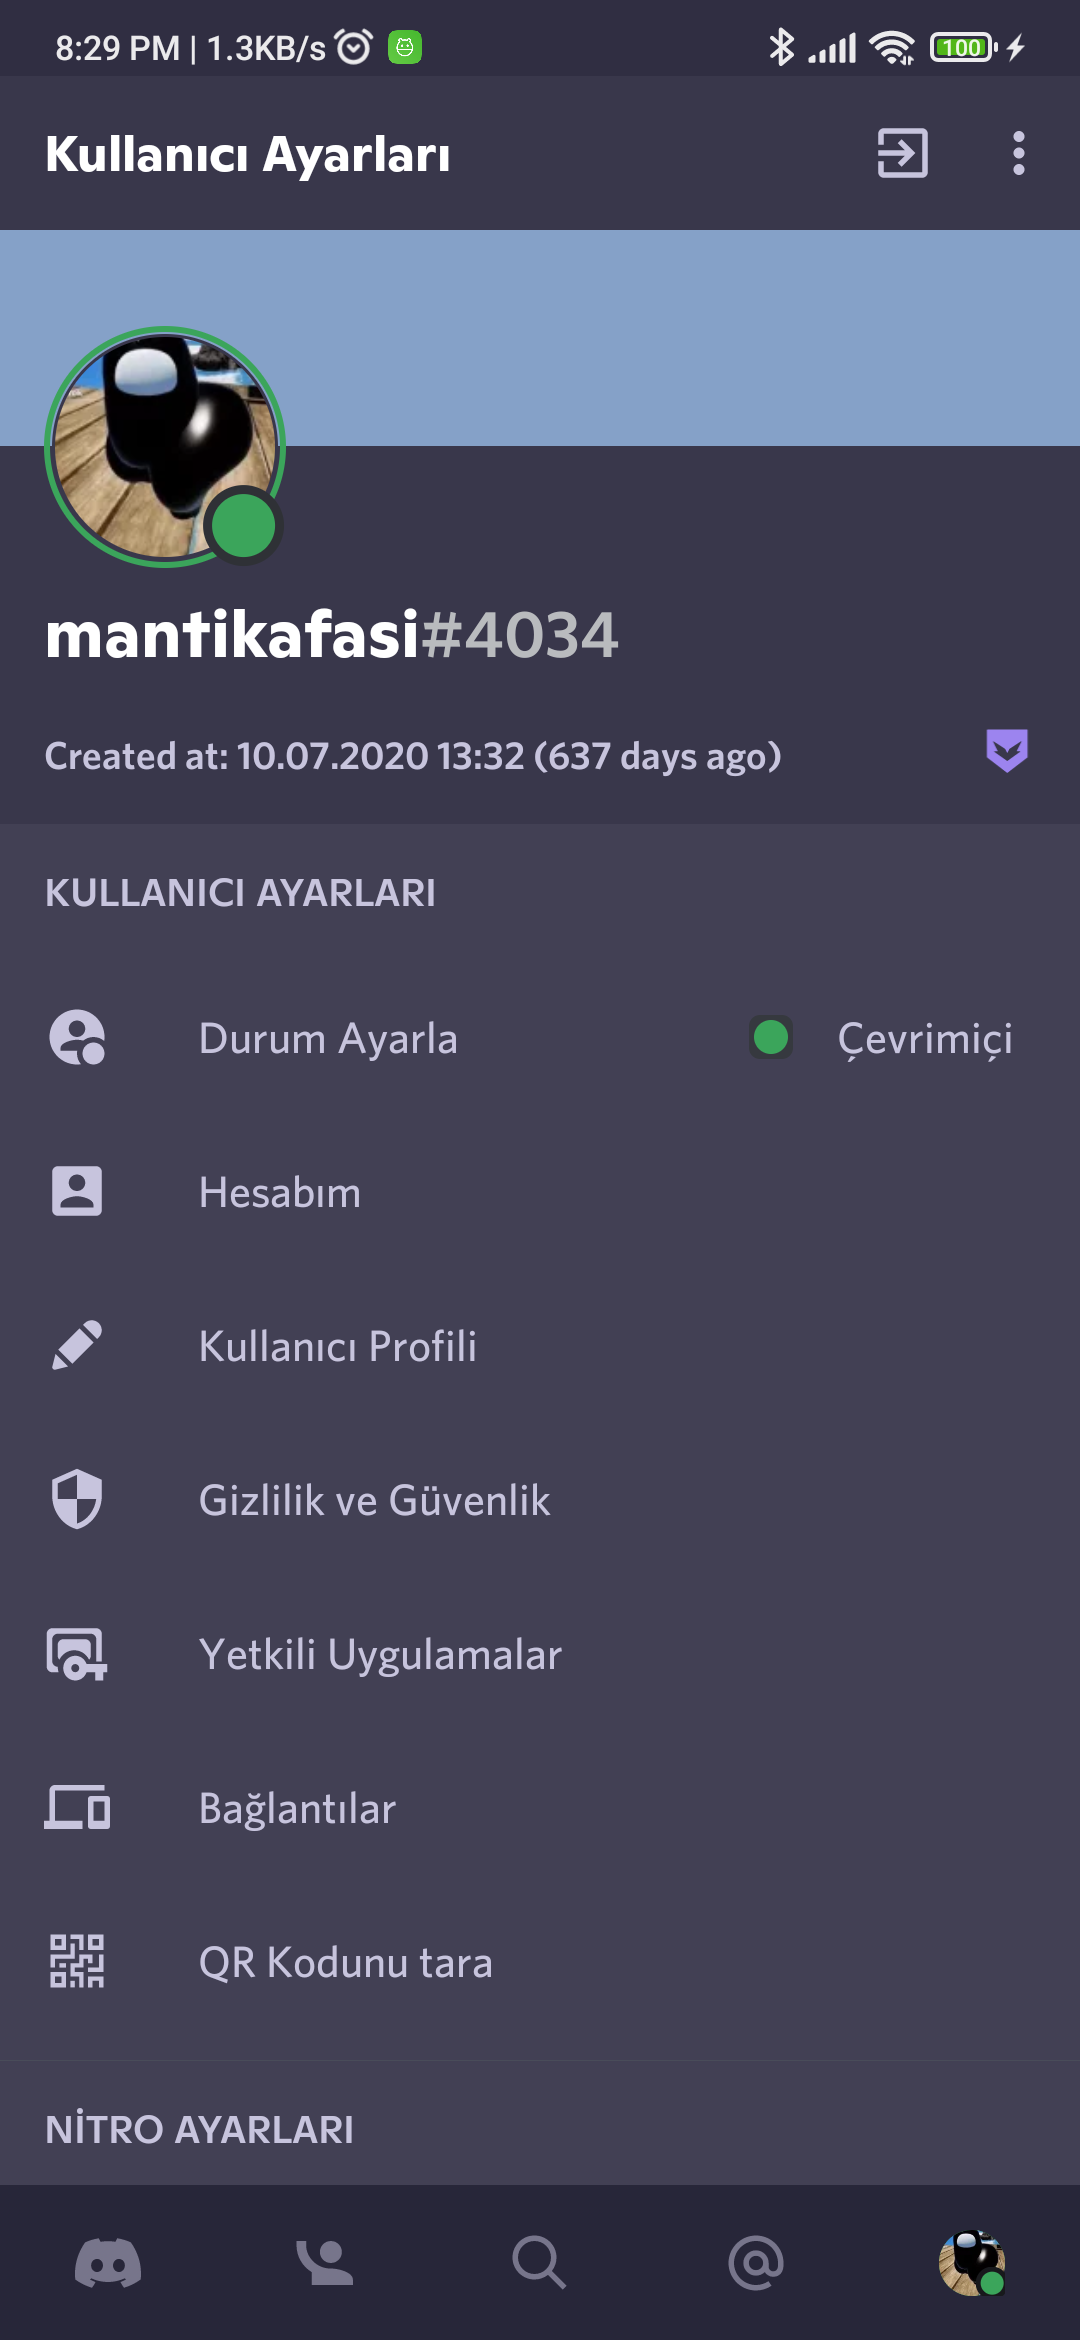 8:29 PM | 1.3KB/s
100
Kullanıcı Ayarları
mantikafasi#4034
Created at: 10.07.2020 13:32 (637 days ago)
KULLANICI AYARLARI
Durum Ayarla Çevrimiçi
Hesabım
Kullanıcı Profili
Gizlilik ve Güvenlik
Yetkili Uygulamalar
Bağlantılar
QR Kodunu tara
NİTRO AYARLARI